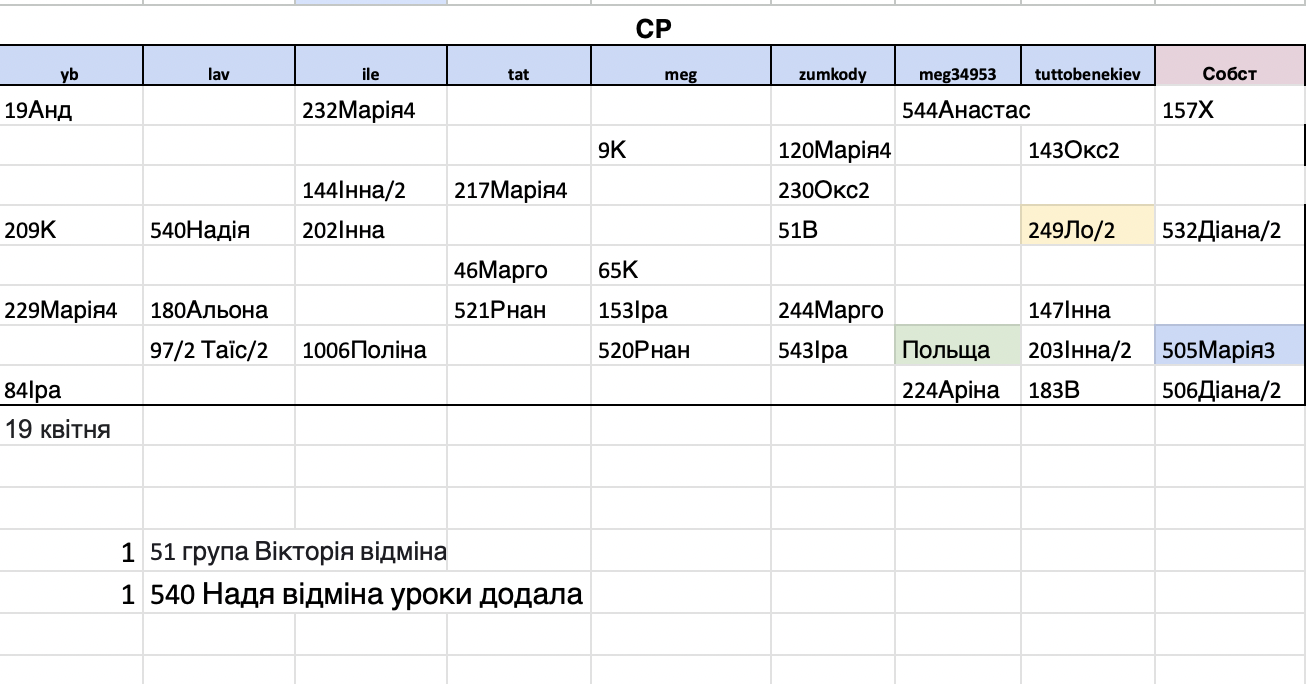 СР
yb lav ile tat meg zumkody meg34953 tuttobenekiev Собст
19Анд 232Марія4 544Анастас 157Х
9К 120Марія4 143Окс2
144Інна/2 217Марія4 230Окс2
209К 540Надія 202Інна 51В 249Ло/2 532Діана/2
46Марго 65К
229Марія4 180Альона 521Рнан 153Іра 244Марго 147Інна
97/2 Таїс/2 1006Поліна 520Рнан 543Іра Польща 203Інна/2 505Марія3
84Іра 224Аріна 183В 506Діана/2
19 квітня
1 51 група Вікторія відміна
1 540 Надя відміна уроки додала